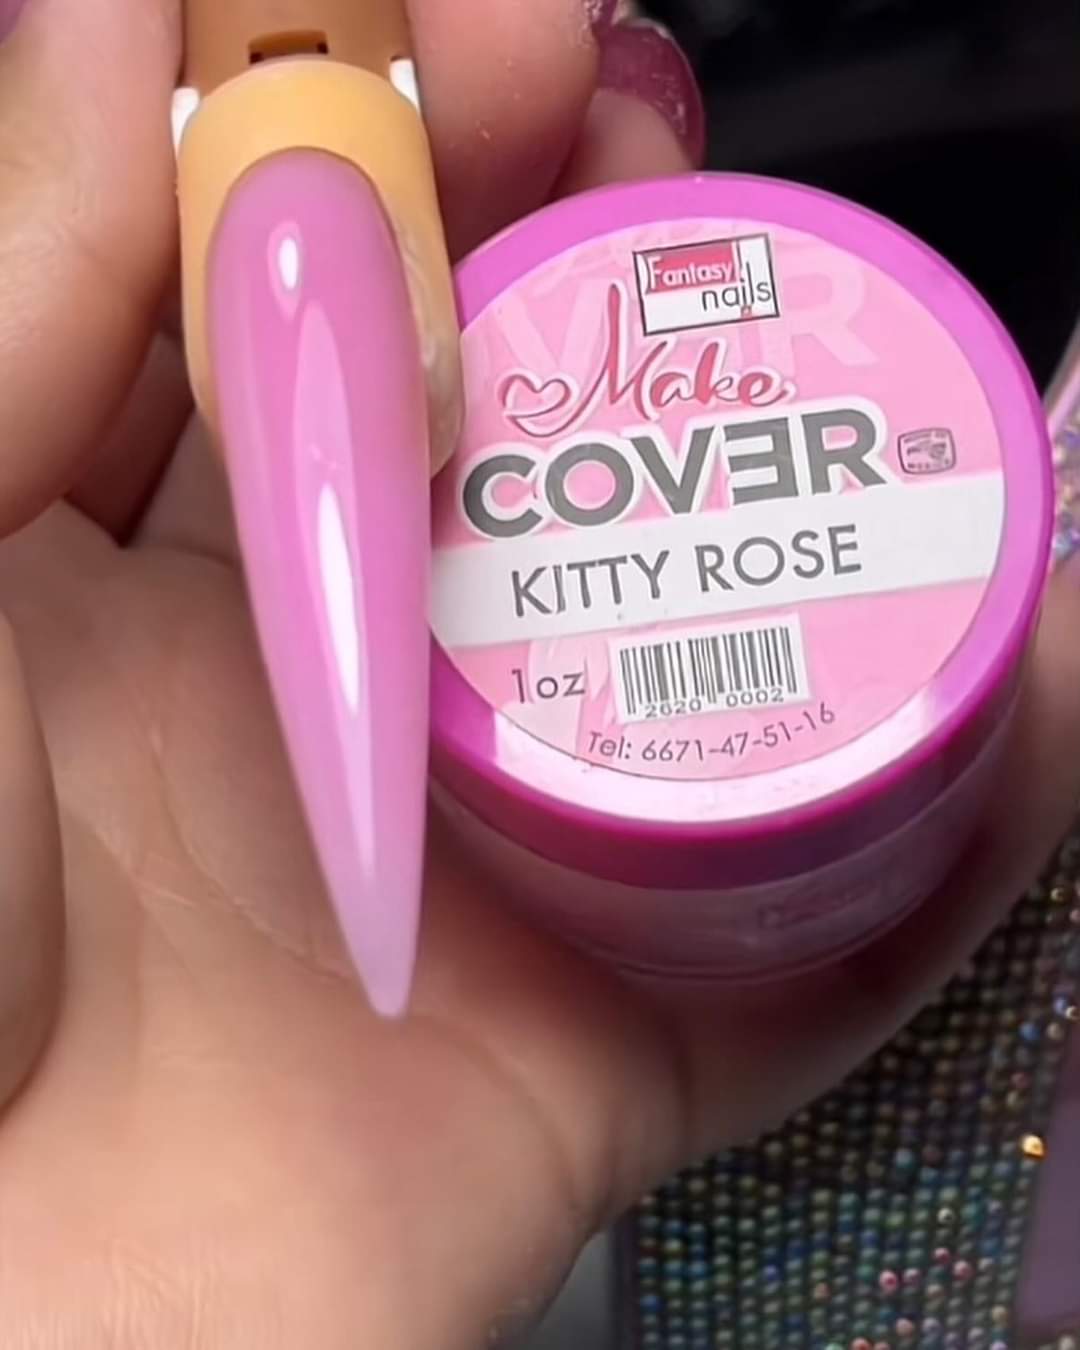 Fantasy
nails
Make
COVƎR
KITTY ROSE
1oz
2620 0002
Tel: 6671-47-51-16